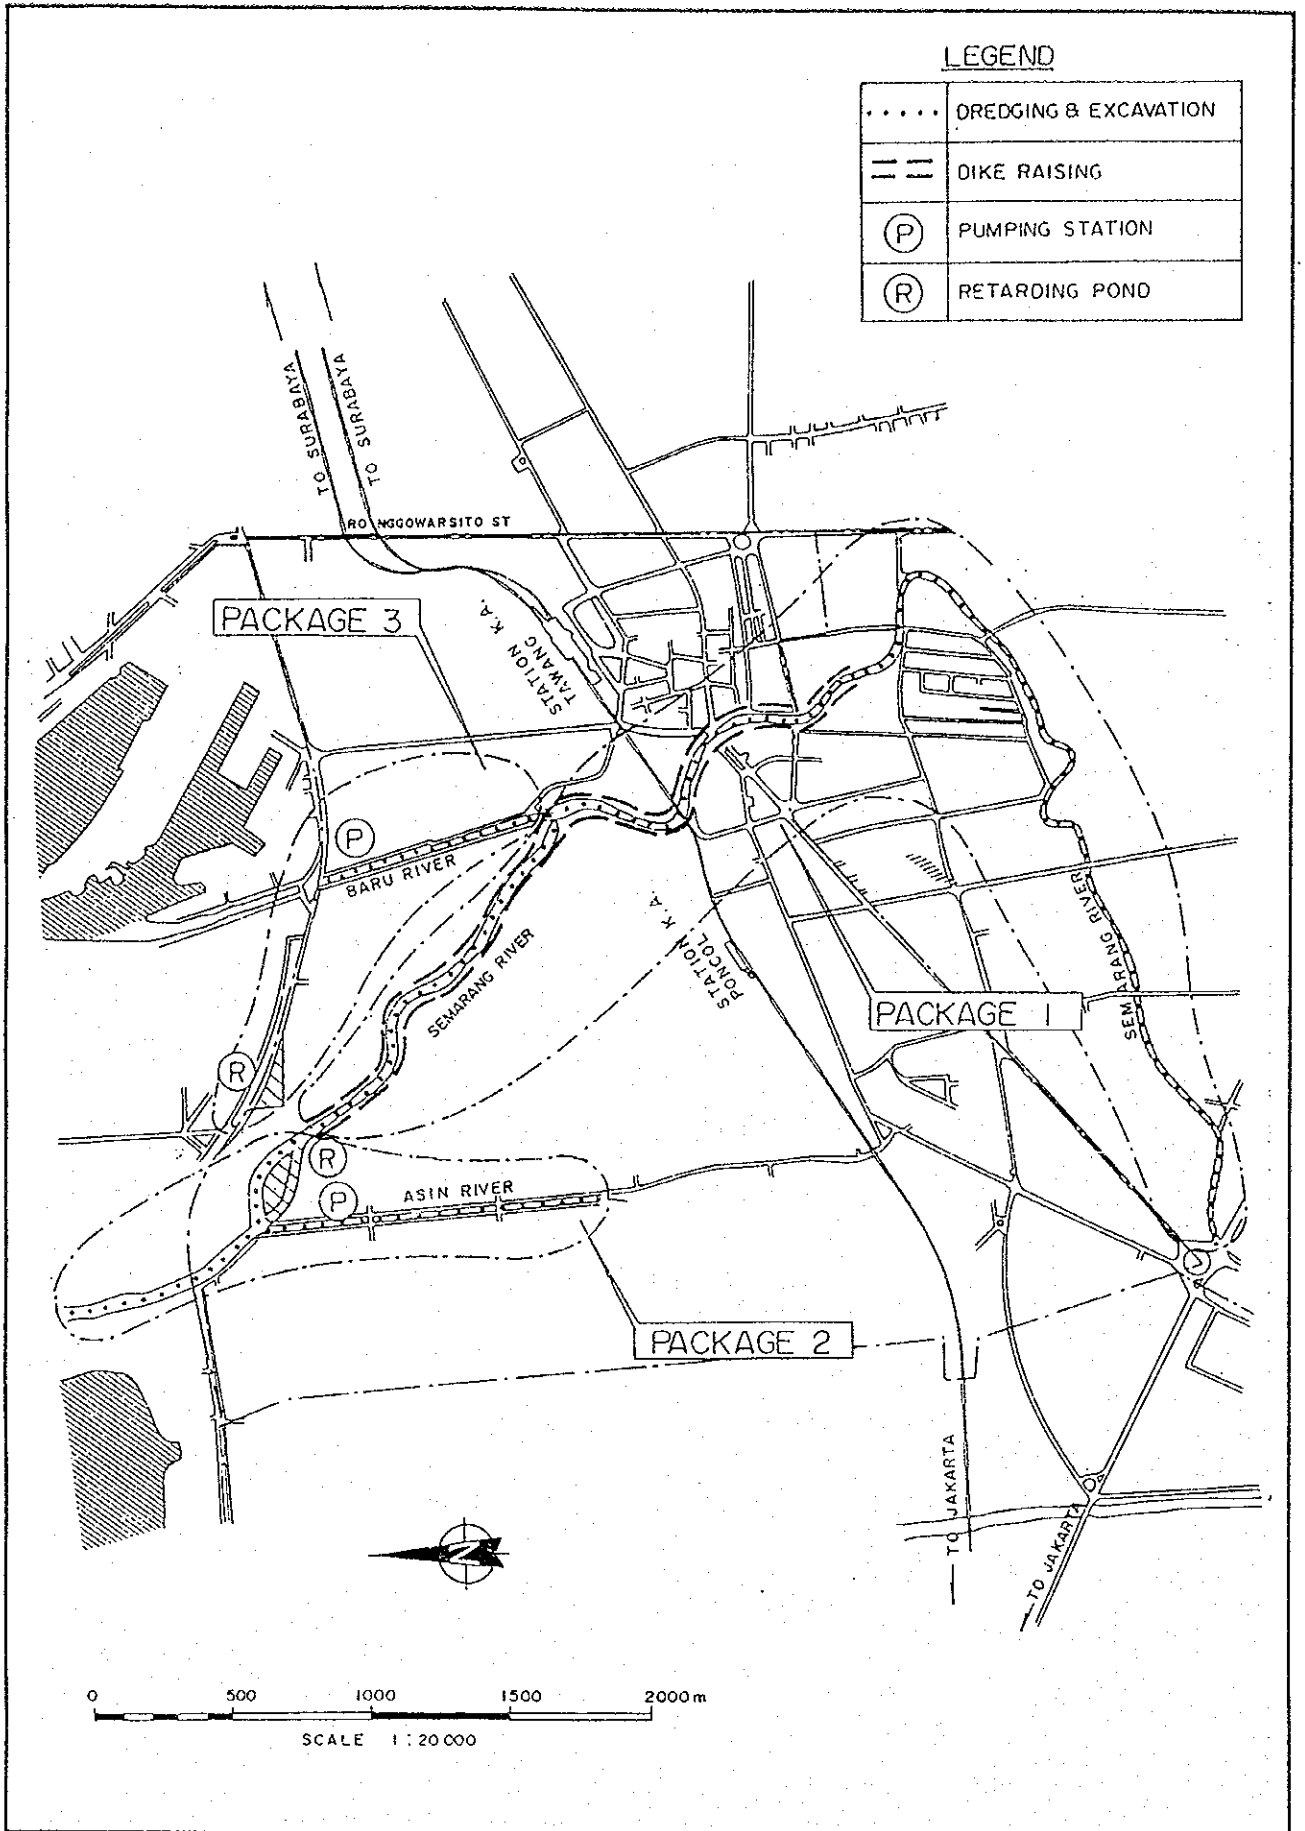 LEGEND
DREDGING & EXCAVATION
DIKE RAISING
P
PUMPING STATION
R
RETARDING POND
TO SURABAYA
TO SURABAYA
RONGGOWARSITO ST
PACKAGE 3
STATION K.A.
TAWANG
P
BARU RIVER
SEMARANG RIVER
STATION K.A.
PONCOL
SEMARANG RIVER
PACKAGE 1
R
R
P
ASIN RIVER
PACKAGE 2
TO JAKARTA
TO JAKARTA
0 500 1000 1500 2000 m
SCALE 1 : 20 000